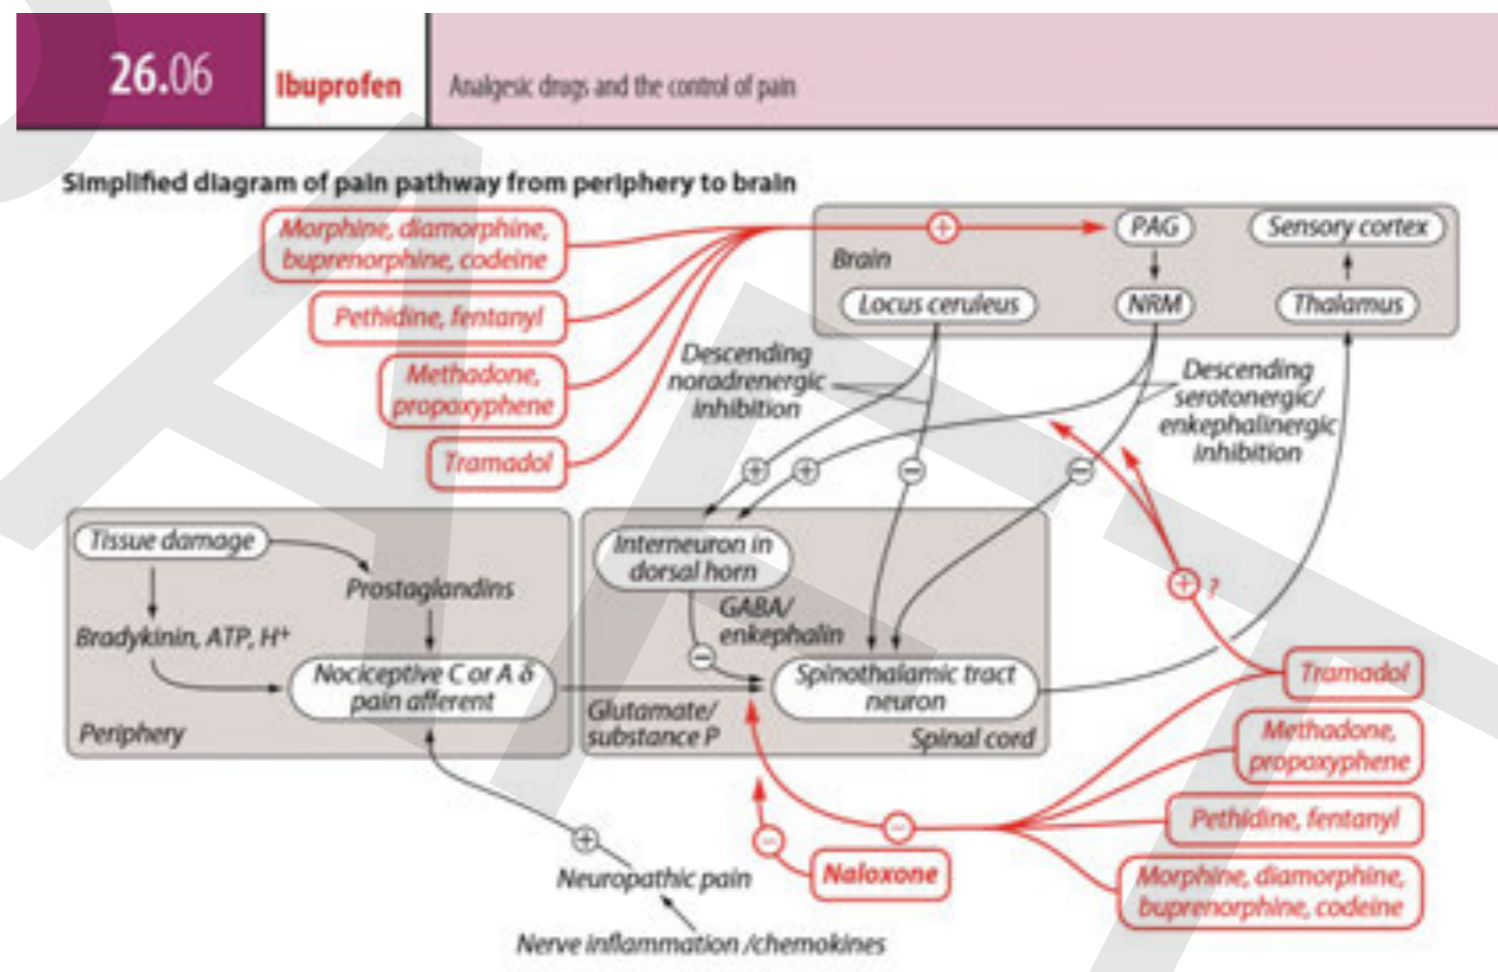 26.06
Ibuprofen
Analgesic drugs and the control of pain
Simplified diagram of pain pathway from periphery to brain
Morphine, diamorphine,
buprenorphine, codeine
Pethidine, fentanyl
Methadone,
propoxyphene
Tramadol
+
PAG
Sensory cortex
Brain
Locus ceruleus
NRM
Thalamus
Descending
noradrenergic
inhibition
Descending
serotonergic/
enkephalinergic
inhibition
+
+
−
−
Tissue damage
Prostaglandins
Bradykinin, ATP, H+
Nociceptive C or A δ
pain afferent
Periphery
Interneuron in
dorsal horn
GABA/
enkephalin
−
Spinothalamic tract
neuron
Glutamate/
substance P
Spinal cord
+ ?
Tramadol
Methadone,
propoxyphene
Pethidine, fentanyl
Morphine, diamorphine,
buprenorphine, codeine
−
−
Naloxone
+
Neuropathic pain
Nerve inflammation /chemokines